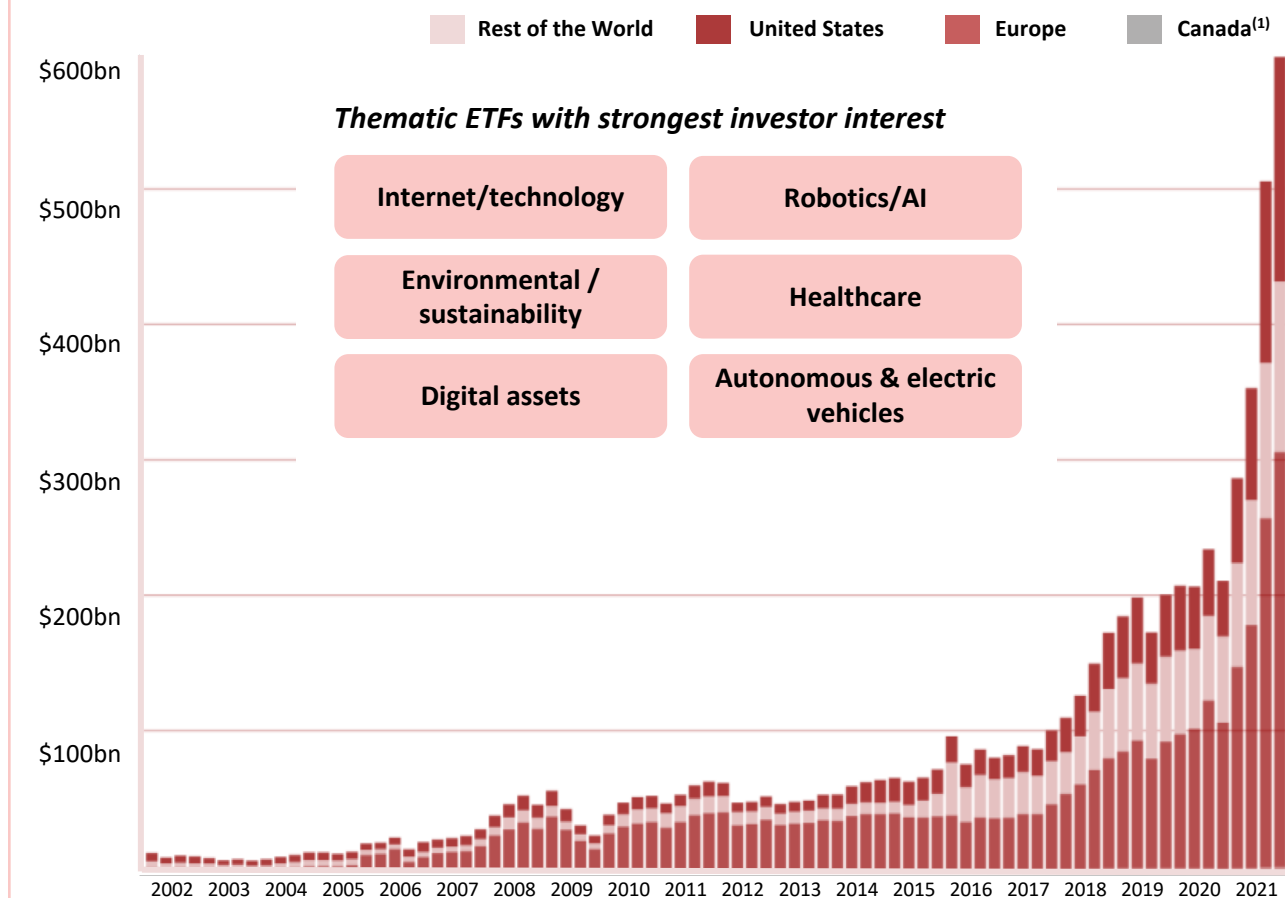 Rest of the World United States Europe Canada(1)
$600bn
Thematic ETFs with strongest investor interest
Internet/technology Robotics/AI
$500bn
Environmental /
sustainability
Healthcare
$400bn
Digital assets
Autonomous & electric
vehicles
$300bn
$200bn
$100bn
2002 2003 2004 2005 2006 2007 2008 2009 2010 2011 2012 2013 2014 2015 2016 2017 2018 2019 2020 2021